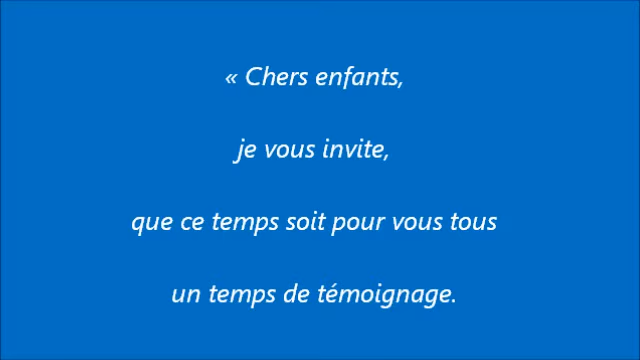 « Chers enfants,
je vous invite,
que ce temps soit pour vous tous
un temps de témoignage.